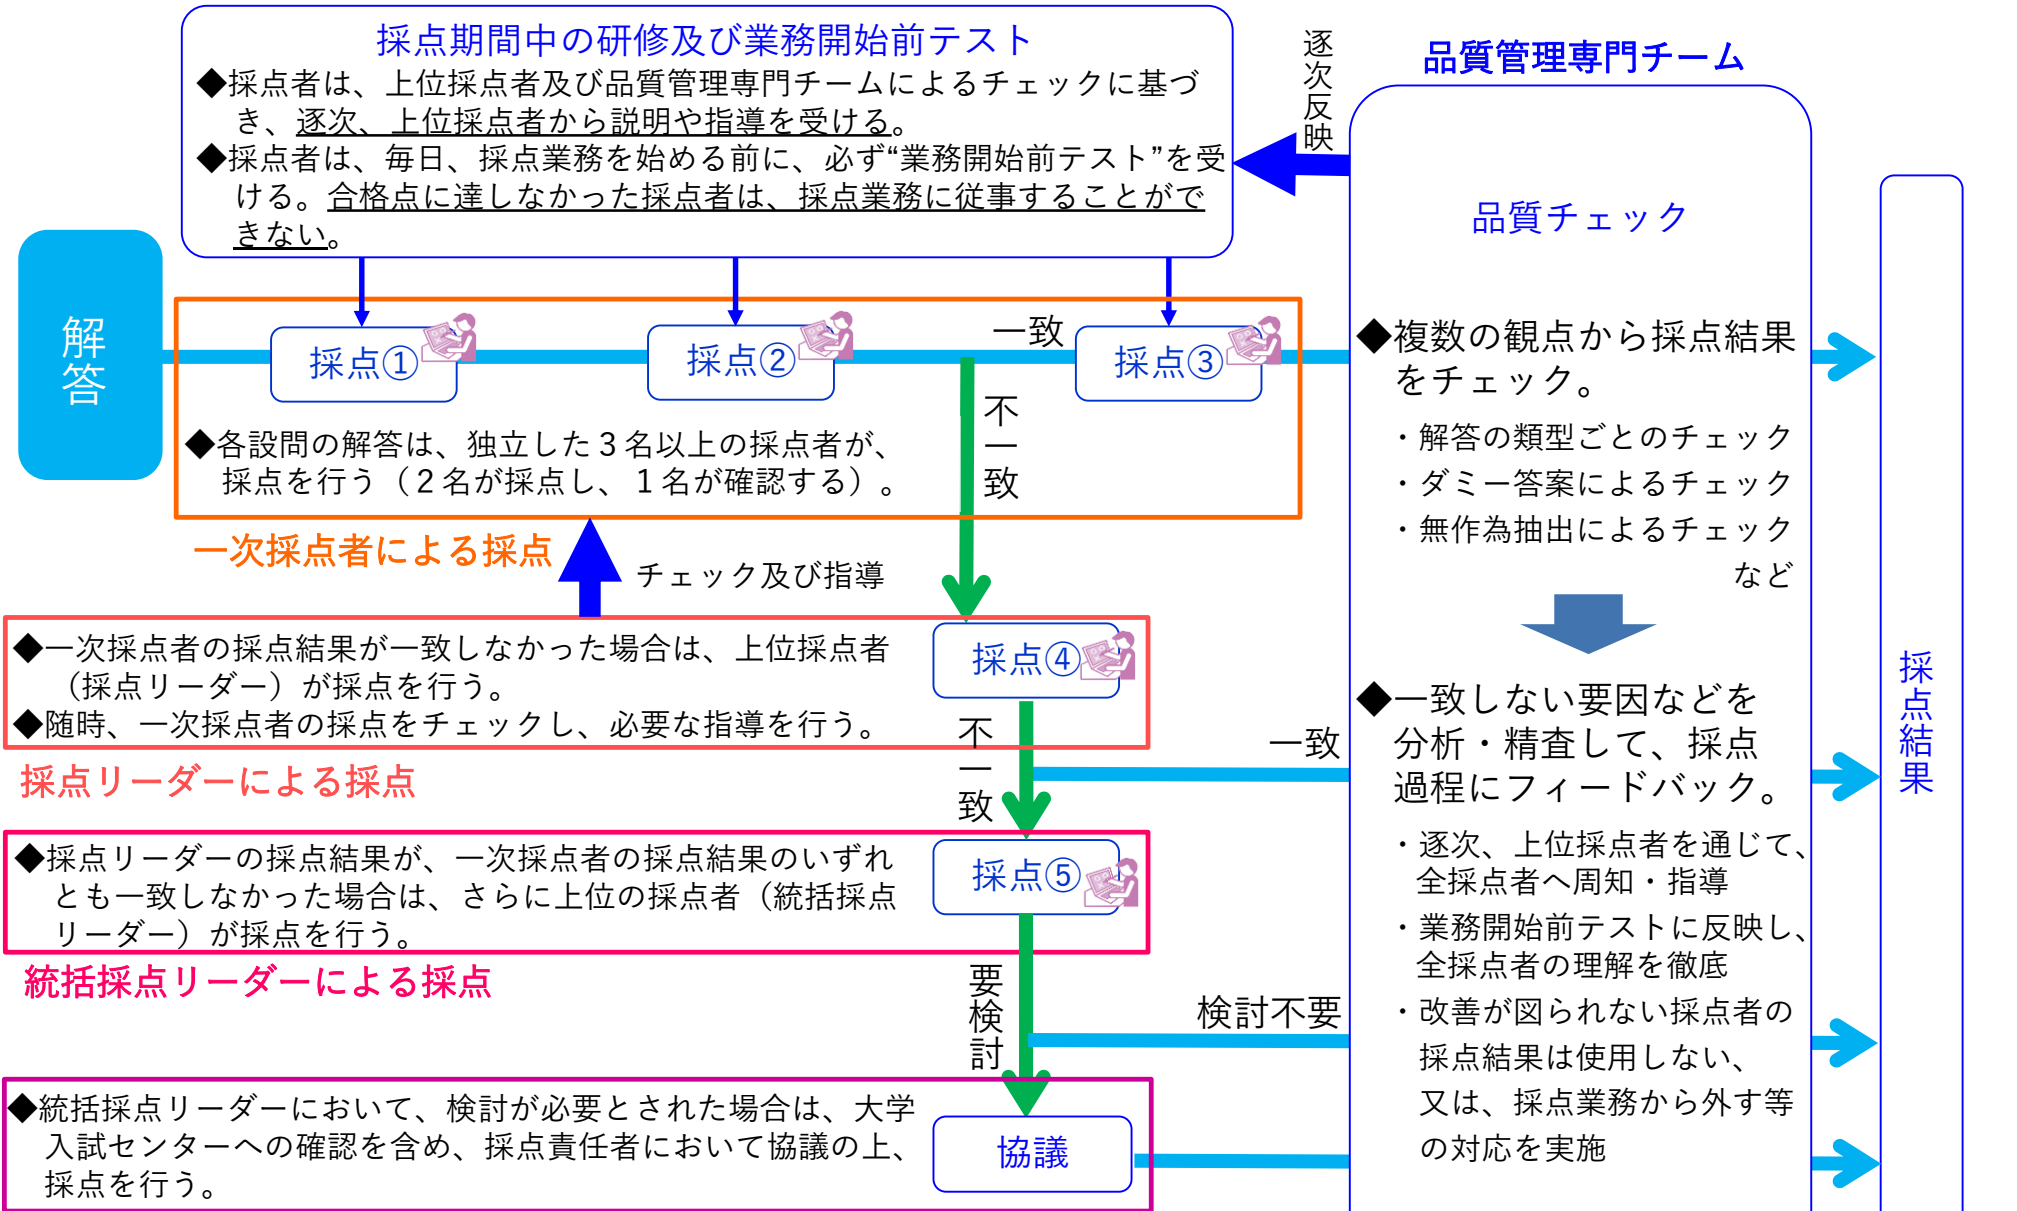 採点期間中の研修及び業務開始前テスト
◆採点者は、上位採点者及び品質管理専門チームによるチェックに基づ
き、逐次、上位採点者から説明や指導を受ける。
◆採点者は、毎日、採点業務を始める前に、必ず“業務開始前テスト”を受
ける。合格点に達しなかった採点者は、採点業務に従事することがで
きない。
逐次反映
品質管理専門チーム
解答
採点①
採点②
一致
採点③
不一致
◆各設問の解答は、独立した３名以上の採点者が、
採点を行う（２名が採点し、１名が確認する）。
一次採点者による採点
チェック及び指導
◆一次採点者の採点結果が一致しなかった場合は、上位採点者
（採点リーダー）が採点を行う。
◆随時、一次採点者の採点をチェックし、必要な指導を行う。
採点④
採点リーダーによる採点
不一致
一致
◆採点リーダーの採点結果が、一次採点者の採点結果のいずれ
とも一致しなかった場合は、さらに上位の採点者（統括採点
リーダー）が採点を行う。
採点⑤
統括採点リーダーによる採点
要検討
検討不要
◆統括採点リーダーにおいて、検討が必要とされた場合は、大学
入試センターへの確認を含め、採点責任者において協議の上、
採点を行う。
協議
品質チェック
◆複数の観点から採点結果
をチェック。
・解答の類型ごとのチェック
・ダミー答案によるチェック
・無作為抽出によるチェック
など
◆一致しない要因などを
分析・精査して、採点
過程にフィードバック。
・逐次、上位採点者を通じて、
全採点者へ周知・指導
・業務開始前テストに反映し、
全採点者の理解を徹底
・改善が図られない採点者の
採点結果は使用しない、
又は、採点業務から外す等
の対応を実施
採点結果